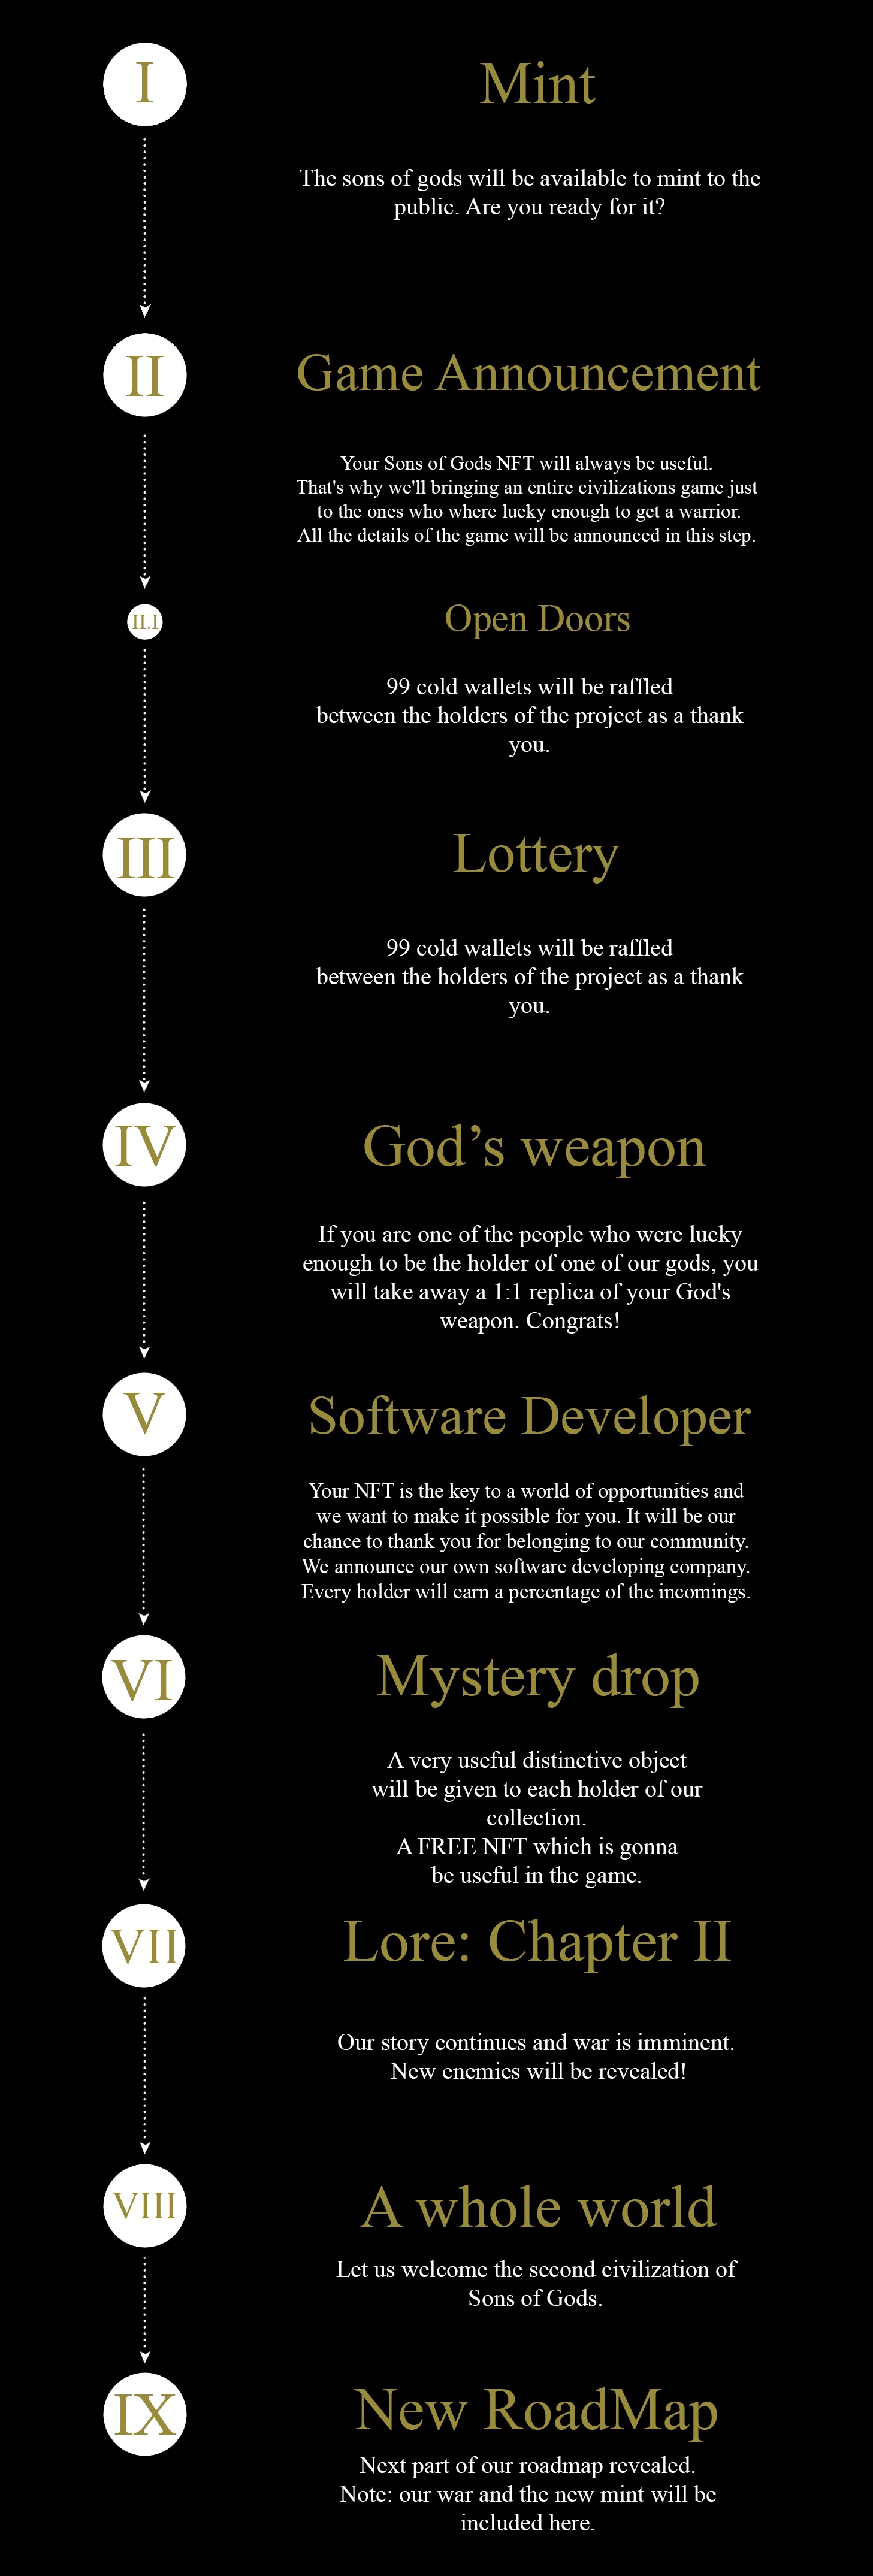 I
Mint
The sons of gods will be available to mint to the
public. Are you ready for it?
II
Game Announcement
Your Sons of Gods NFT will always be useful.
That's why we'll bringing an entire civilizations game just
to the ones who where lucky enough to get a warrior.
All the details of the game will be announced in this step.
II.I
Open Doors
99 cold wallets will be raffled
between the holders of the project as a thank
you.
III
Lottery
99 cold wallets will be raffled
between the holders of the project as a thank
you.
IV
God’s weapon
If you are one of the people who were lucky
enough to be the holder of one of our gods, you
will take away a 1:1 replica of your God's
weapon. Congrats!
V
Software Developer
Your NFT is the key to a world of opportunities and
we want to make it possible for you. It will be our
chance to thank you for belonging to our community.
We announce our own software developing company.
Every holder will earn a percentage of the incomings.
VI
Mystery drop
A very useful distinctive object
will be given to each holder of our
collection.
A FREE NFT which is gonna
be useful in the game.
VII
Lore: Chapter II
Our story continues and war is imminent.
New enemies will be revealed!
VIII
A whole world
Let us welcome the second civilization of
Sons of Gods.
IX
New RoadMap
Next part of our roadmap revealed.
Note: our war and the new mint will be
included here.